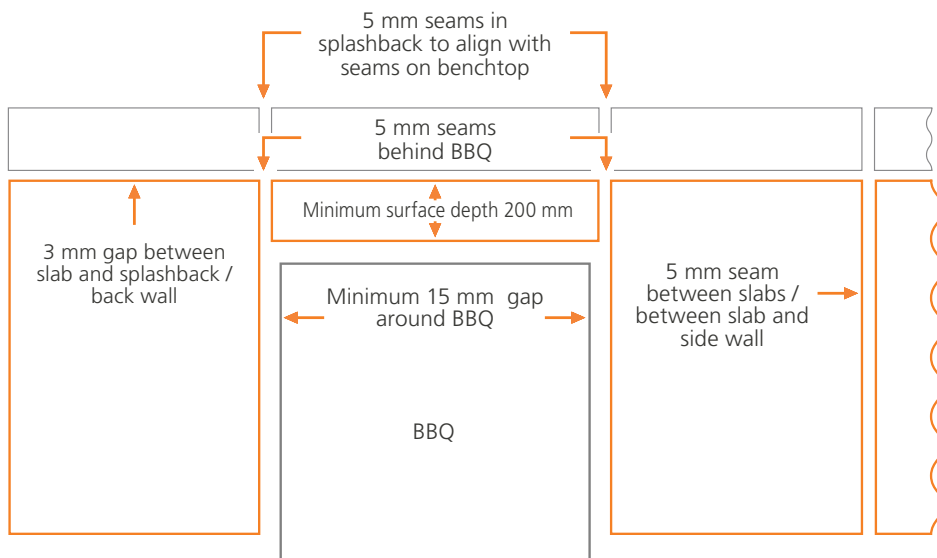 5 mm seams in
splashback to align with
seams on benchtop
5 mm seams
behind BBQ
Minimum surface depth 200 mm
3 mm gap between
slab and splashback /
back wall
Minimum 15 mm gap
around BBQ
5 mm seam
between slabs /
between slab and
side wall
BBQ